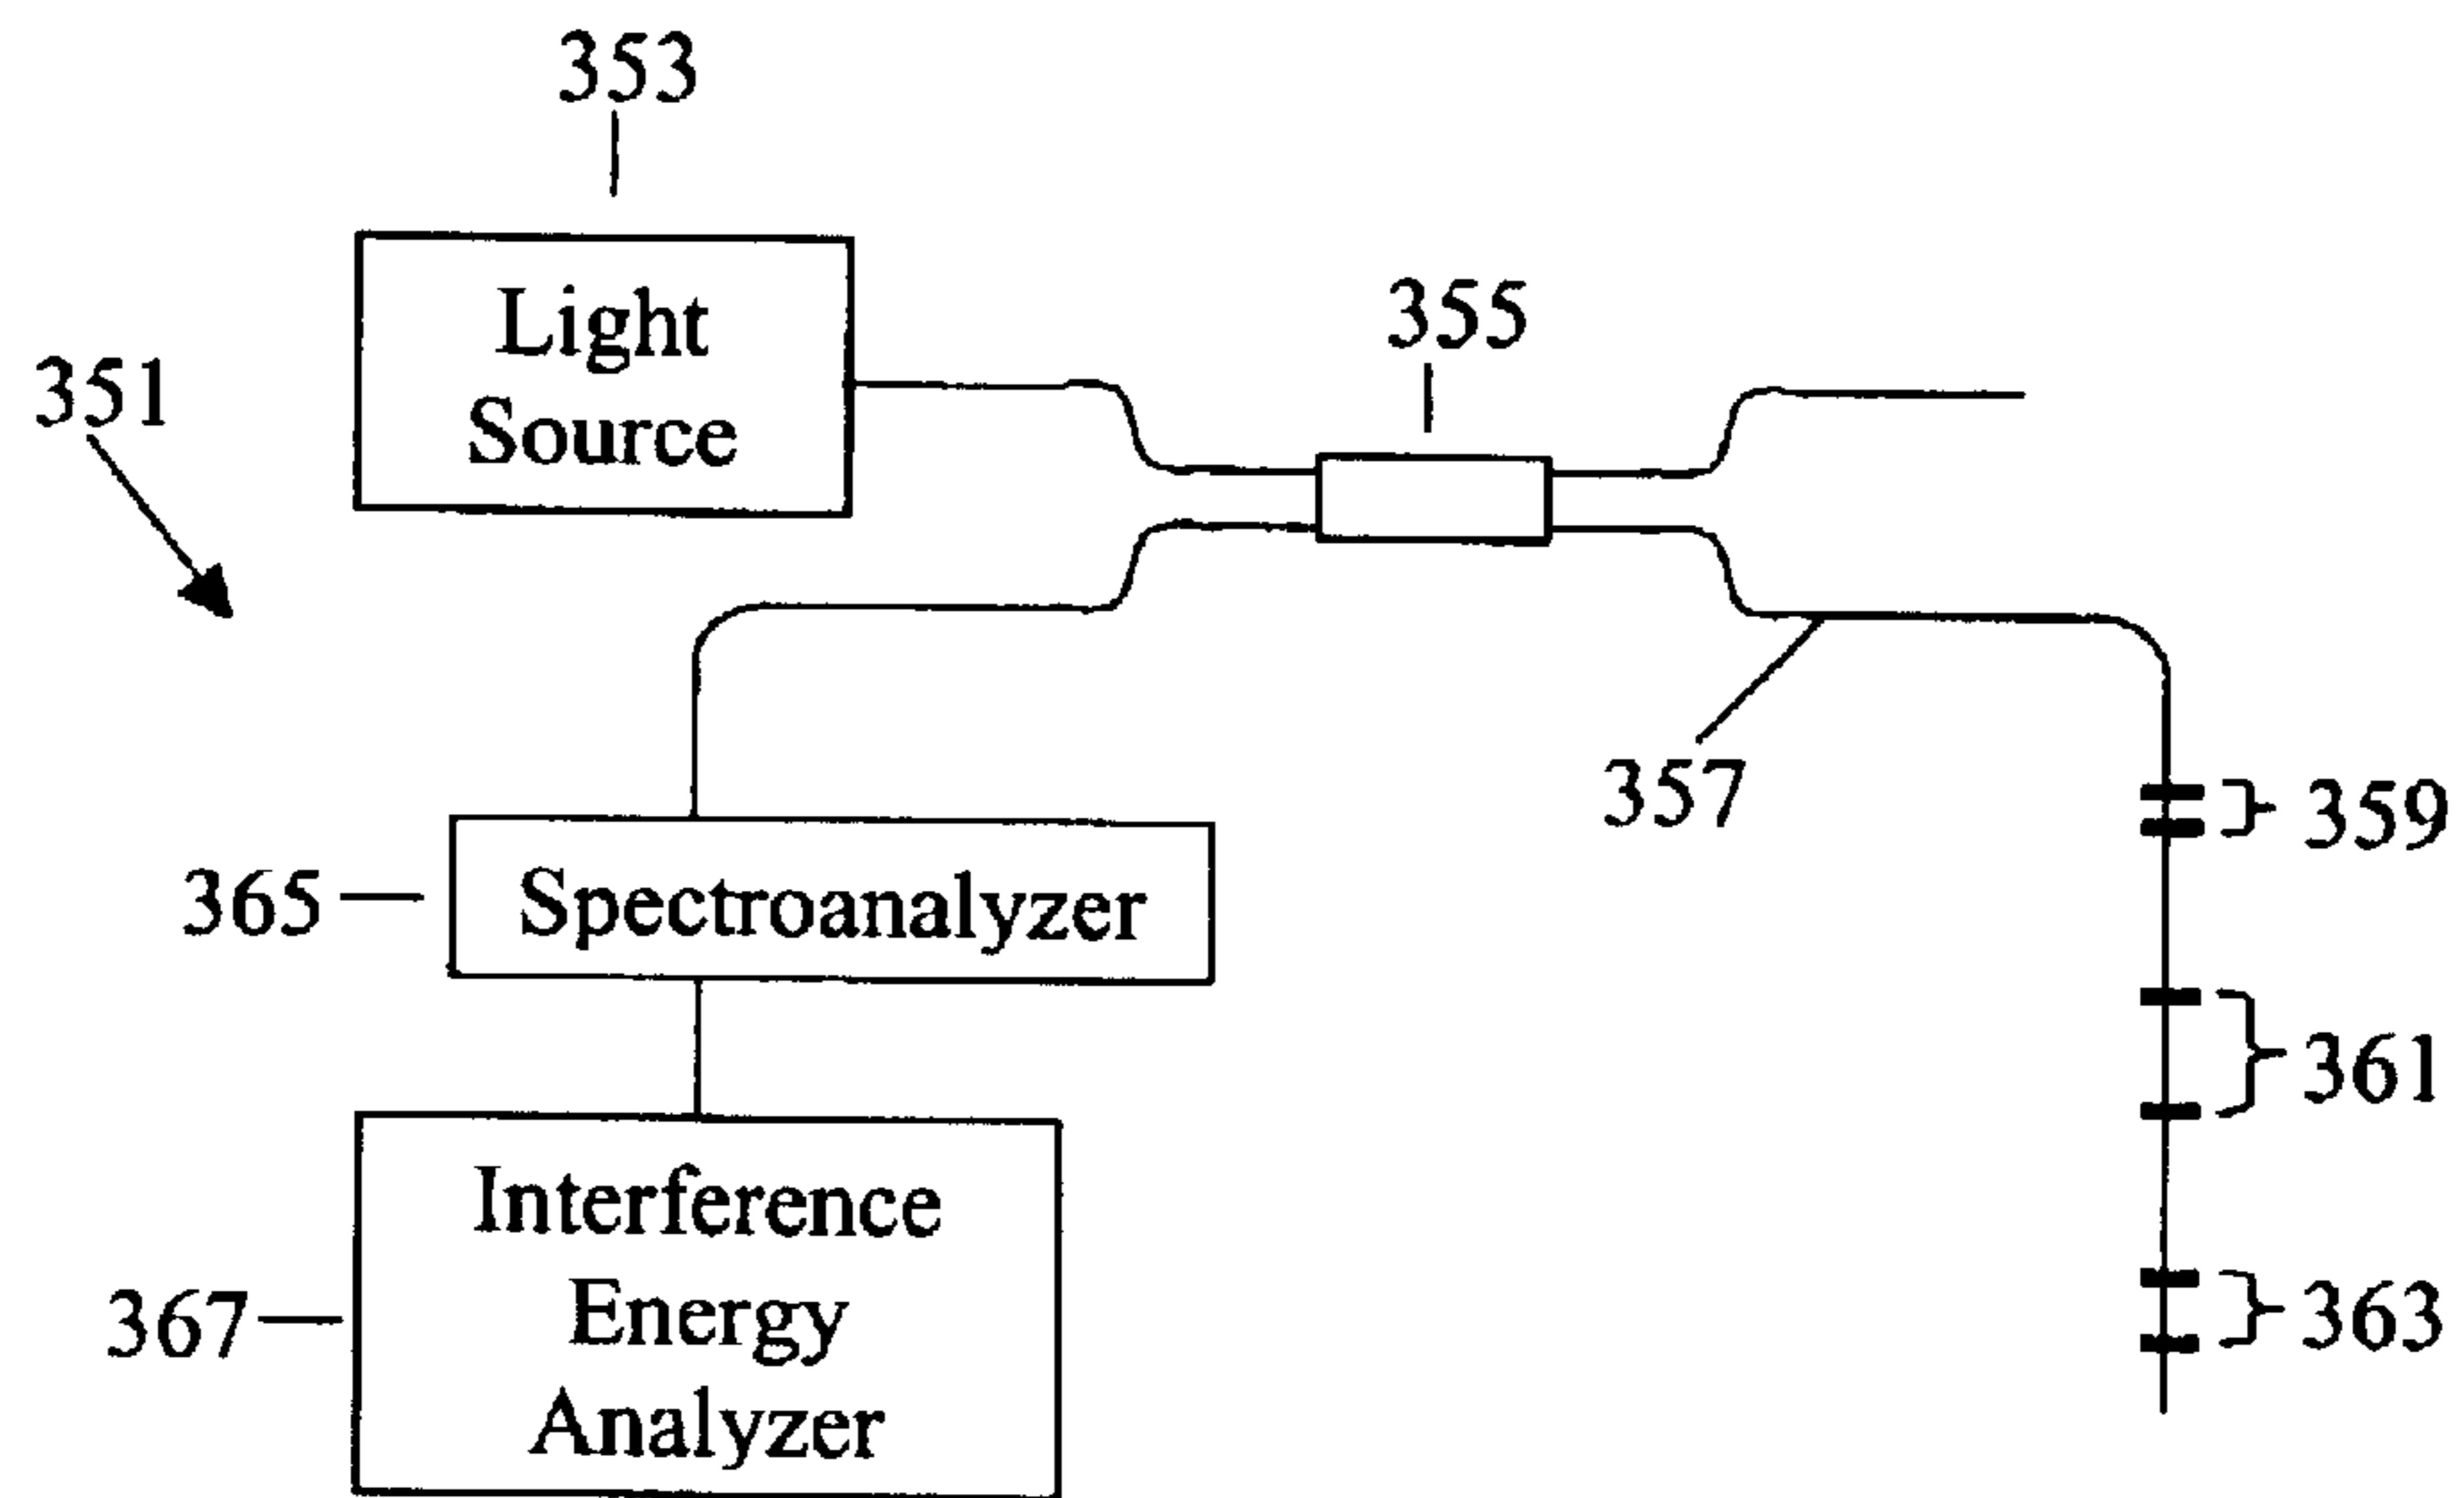 353
Light
Source
351
355
357
359
365
Spectroanalyzer
361
367
Interference
Energy
Analyzer
363